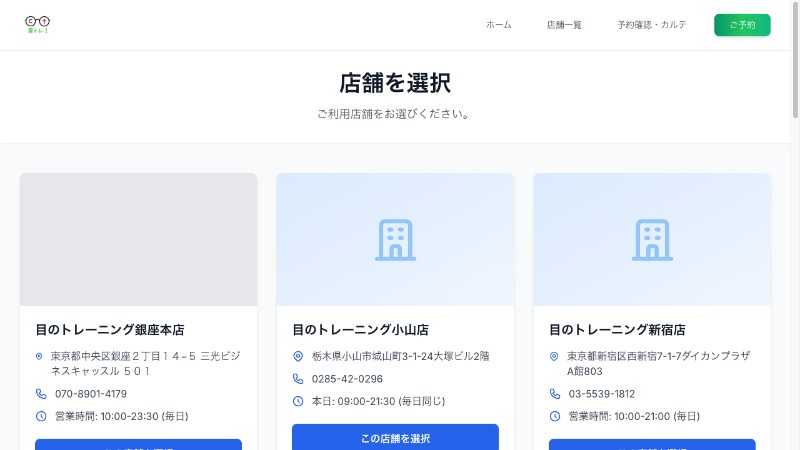 目トレ！
ホーム
店舗一覧
予約確認・カルテ
ご予約
店舗を選択
ご利用店舗をお選びください。
目のトレーニング銀座本店
東京都中央区銀座２丁目１４−５ 三光ビジ
ネスキャッスル ５０１
070-8901-4179
営業時間: 10:00-23:30 (毎日)
目のトレーニング小山店
栃木県小山市城山町3-1-24大塚ビル2階
0285-42-0296
本日: 09:00-21:30 (毎日同じ)
この店舗を選択
目のトレーニング新宿店
東京都新宿区西新宿7-1-7ダイカンプラザ
A館803
03-5539-1812
営業時間: 10:00-21:00 (毎日)